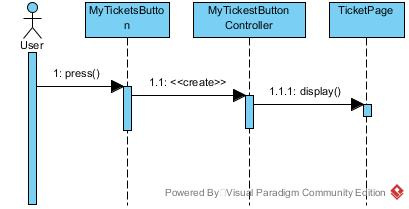 MyTicketsButto
n
MyTickestButton
Controller
TicketPage
User
1: press()
1.1: <<create>>
1.1.1: display()
Powered By Visual Paradigm Community Edition